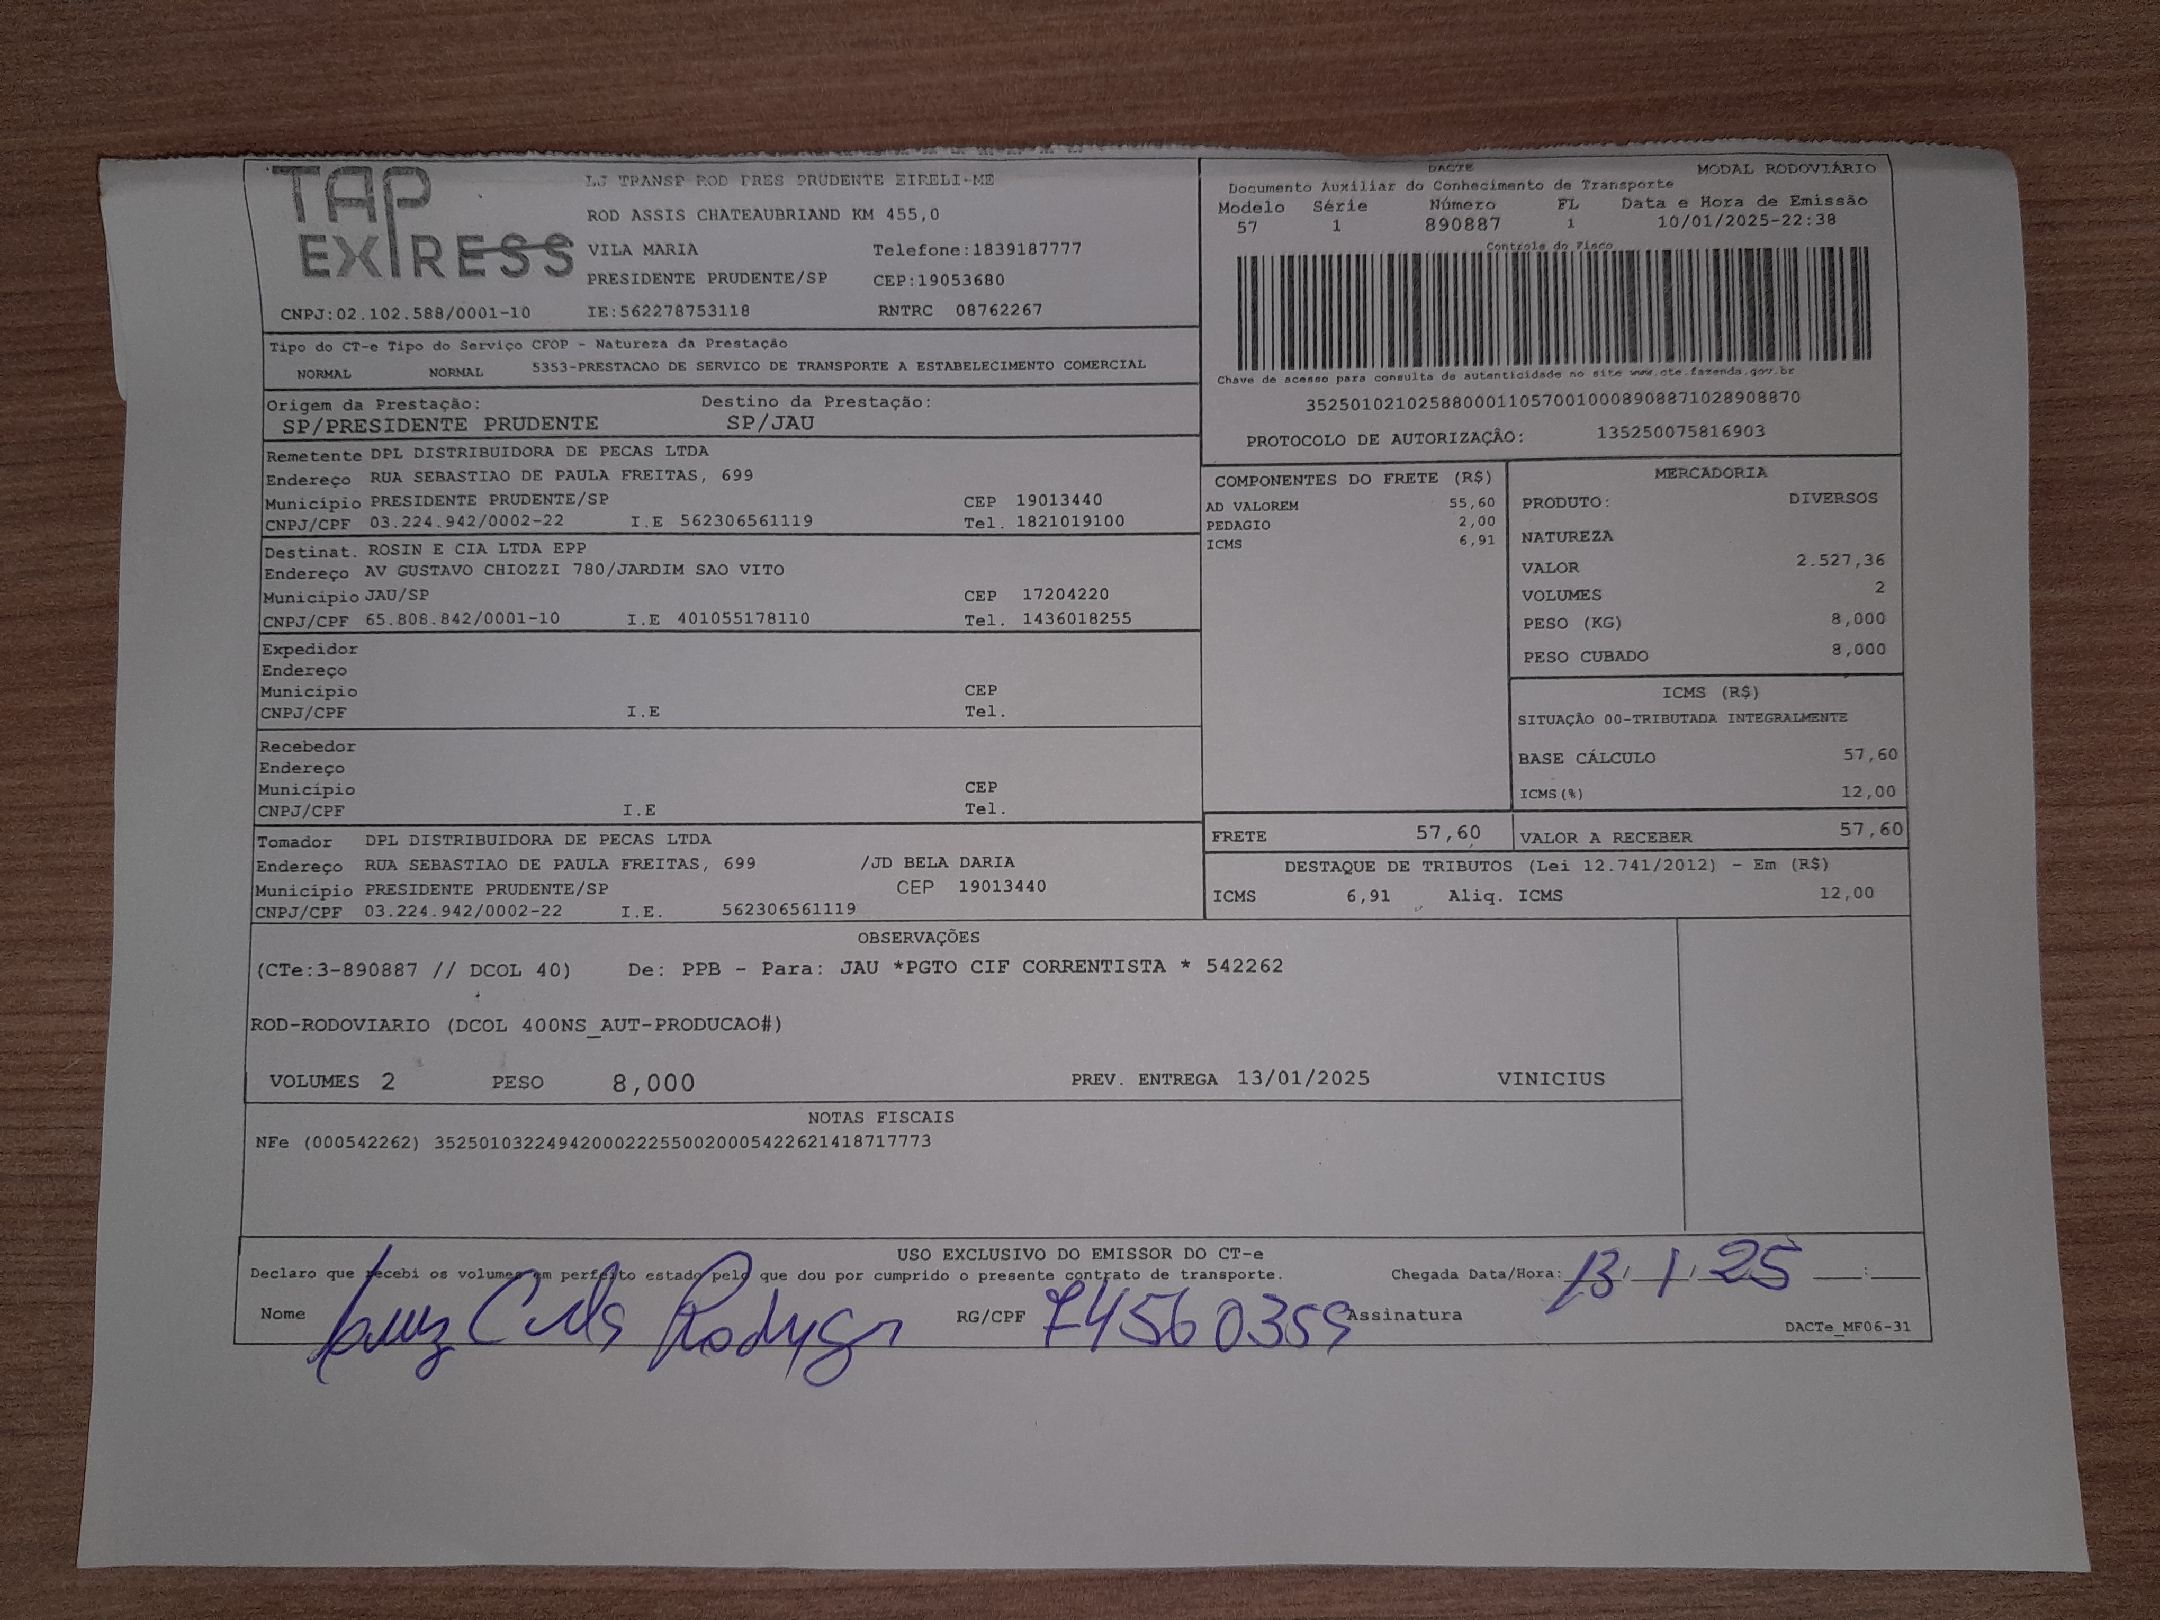 TAP EXPRESS
LJ TRANSP ROD PRES PRUDENTE EIRELI-ME
ROD ASSIS CHATEAUBRIAND KM 455,0
VILA MARIA Telefone:1839187777
PRESIDENTE PRUDENTE/SP CEP:19053680
CNPJ:02.102.588/0001-10 IE:562278753118 RNTRC 08762267
DACTE MODAL RODOVIÁRIO
Documento Auxiliar do Conhecimento de Transporte
Modelo Série Número FL Data e Hora de Emissão
57 1 890887 1 10/01/2025-22:38
Controle do Fisco
Chave de acesso para consulta de autenticidade no site www.cte.fazenda.gov.br
35250102102588000110570010008908871028908870
PROTOCOLO DE AUTORIZAÇÃO: 135250075816903
Tipo do CT-e Tipo do Serviço CFOP - Natureza da Prestação
NORMAL NORMAL 5353-PRESTACAO DE SERVICO DE TRANSPORTE A ESTABELECIMENTO COMERCIAL
Origem da Prestação: Destino da Prestação:
SP/PRESIDENTE PRUDENTE SP/JAU
Remetente DPL DISTRIBUIDORA DE PECAS LTDA
Endereço RUA SEBASTIAO DE PAULA FREITAS, 699
Município PRESIDENTE PRUDENTE/SP CEP 19013440
CNPJ/CPF 03.224.942/0002-22 I.E 562306561119 Tel. 1821019100
Destinat. ROSIN E CIA LTDA EPP
Endereço AV GUSTAVO CHIOZZI 780/JARDIM SAO VITO
Município JAU/SP CEP 17204220
CNPJ/CPF 65.808.842/0001-10 I.E 401055178110 Tel. 1436018255
Expedidor
Endereço
Município CEP
CNPJ/CPF I.E Tel.
Recebedor
Endereço
Município CEP
CNPJ/CPF I.E Tel.
Tomador DPL DISTRIBUIDORA DE PECAS LTDA
Endereço RUA SEBASTIAO DE PAULA FREITAS, 699 /JD BELA DARIA
Município PRESIDENTE PRUDENTE/SP CEP 19013440
CNPJ/CPF 03.224.942/0002-22 I.E. 562306561119
COMPONENTES DO FRETE (R$)
AD VALOREM 55,60
PEDAGIO 2,00
ICMS 6,91
MERCADORIA
PRODUTO: DIVERSOS
NATUREZA
VALOR 2.527,36
VOLUMES 2
PESO (KG) 8,000
PESO CUBADO 8,000
ICMS (R$)
SITUAÇÃO 00-TRIBUTADA INTEGRALMENTE
BASE CÁLCULO 57,60
ICMS(%) 12,00
FRETE 57,60 VALOR A RECEBER 57,60
DESTAQUE DE TRIBUTOS (Lei 12.741/2012) - Em (R$)
ICMS 6,91 Aliq. ICMS 12,00
OBSERVAÇÕES
(CTe:3-890887 // DCOL 40) De: PPB - Para: JAU *PGTO CIF CORRENTISTA * 542262
ROD-RODOVIARIO (DCOL 400NS_AUT-PRODUCAO#)
VOLUMES 2 PESO 8,000 PREV. ENTREGA 13/01/2025 VINICIUS
NOTAS FISCAIS
NFe (000542262) 35250103224942000222550020005422621418717773
USO EXCLUSIVO DO EMISSOR DO CT-e
Declaro que recebi os volumes em perfeito estado pelo que dou por cumprido o presente contrato de transporte. Chegada Data/Hora: 13/1/25 __:__
Nome RG/CPF 74560359 Assinatura
DACTe_MF06-31